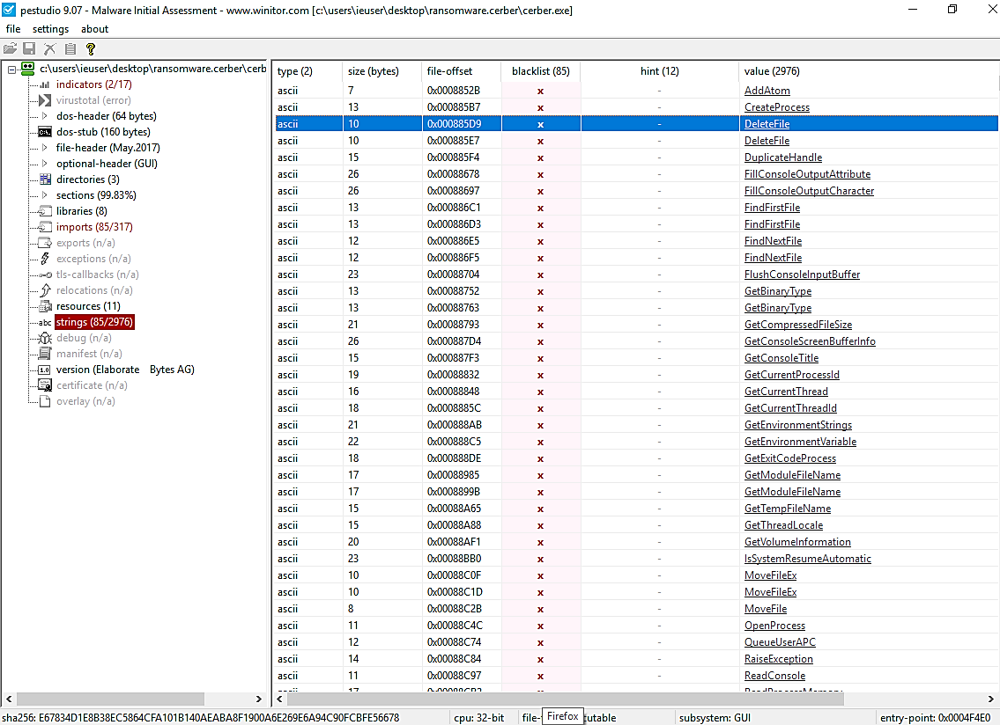 pestudio 9.07 - Malware Initial Assessment - www.winitor.com [c:\users\ieuser\desktop\ransomware.cerber\cerber.exe]
file settings about
c:\users\ieuser\desktop\ransomware.cerber\cerb
indicators (2/17)
virustotal (error)
dos-header (64 bytes)
dos-stub (160 bytes)
file-header (May.2017)
optional-header (GUI)
directories (3)
sections (99.83%)
libraries (8)
imports (85/317)
exports (n/a)
exceptions (n/a)
tls-callbacks (n/a)
relocations (n/a)
resources (11)
abc strings (85/2976)
debug (n/a)
manifest (n/a)
1.0 version (Elaborate Bytes AG)
certificate (n/a)
overlay (n/a)
type (2) size (bytes) file-offset blacklist (85) hint (12) value (2976)
ascii 7 0x0008852B x - AddAtom
ascii 13 0x000885B7 x - CreateProcess
ascii 10 0x000885D9 x - DeleteFile
ascii 10 0x000885E7 x - DeleteFile
ascii 15 0x000885F4 x - DuplicateHandle
ascii 26 0x00088678 x - FillConsoleOutputAttribute
ascii 26 0x00088697 x - FillConsoleOutputCharacter
ascii 13 0x000886C1 x - FindFirstFile
ascii 13 0x000886D3 x - FindFirstFile
ascii 12 0x000886E5 x - FindNextFile
ascii 12 0x000886F5 x - FindNextFile
ascii 23 0x00088704 x - FlushConsoleInputBuffer
ascii 13 0x00088752 x - GetBinaryType
ascii 13 0x00088763 x - GetBinaryType
ascii 21 0x00088793 x - GetCompressedFileSize
ascii 26 0x000887D4 x - GetConsoleScreenBufferInfo
ascii 15 0x000887F3 x - GetConsoleTitle
ascii 19 0x00088832 x - GetCurrentProcessId
ascii 16 0x00088848 x - GetCurrentThread
ascii 18 0x0008885C x - GetCurrentThreadId
ascii 21 0x000888AB x - GetEnvironmentStrings
ascii 22 0x000888C5 x - GetEnvironmentVariable
ascii 18 0x000888DE x - GetExitCodeProcess
ascii 17 0x00088985 x - GetModuleFileName
ascii 17 0x0008899B x - GetModuleFileName
ascii 15 0x00088A65 x - GetTempFileName
ascii 15 0x00088A88 x - GetThreadLocale
ascii 20 0x00088AF1 x - GetVolumeInformation
ascii 23 0x00088BB0 x - IsSystemResumeAutomatic
ascii 10 0x00088C0F x - MoveFileEx
ascii 10 0x00088C1D x - MoveFileEx
ascii 8 0x00088C2B x - MoveFile
ascii 11 0x00088C4C x - OpenProcess
ascii 12 0x00088C74 x - QueueUserAPC
ascii 14 0x00088C84 x - RaiseException
ascii 11 0x00088C97 x - ReadConsole
sha256: E67834D1E8B38EC5864CFA101B140AEABA8F1900A6E269E6A94C90FCBFE56678 cpu: 32-bit file- Firefox utable subsystem: GUI entry-point: 0x0004F4E0